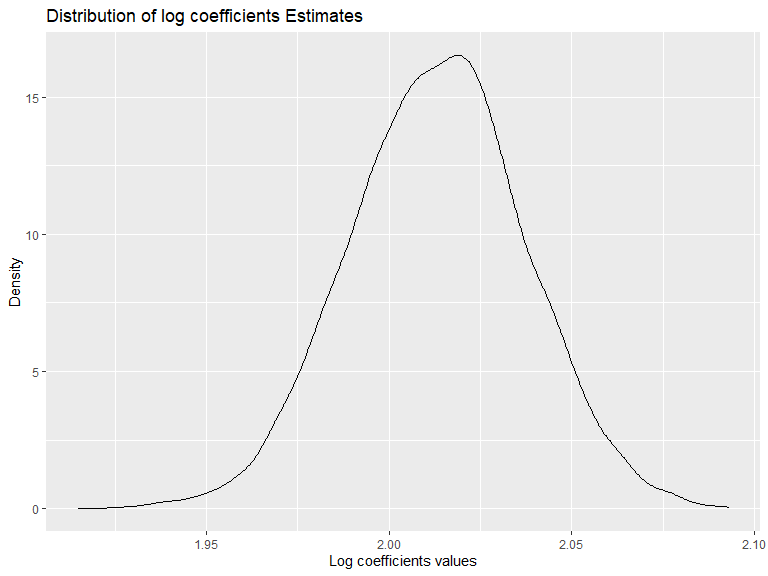 Distribution of log coefficients Estimates
15
10
5
0
Density
1.95 2.00 2.05 2.10
Log coefficients values